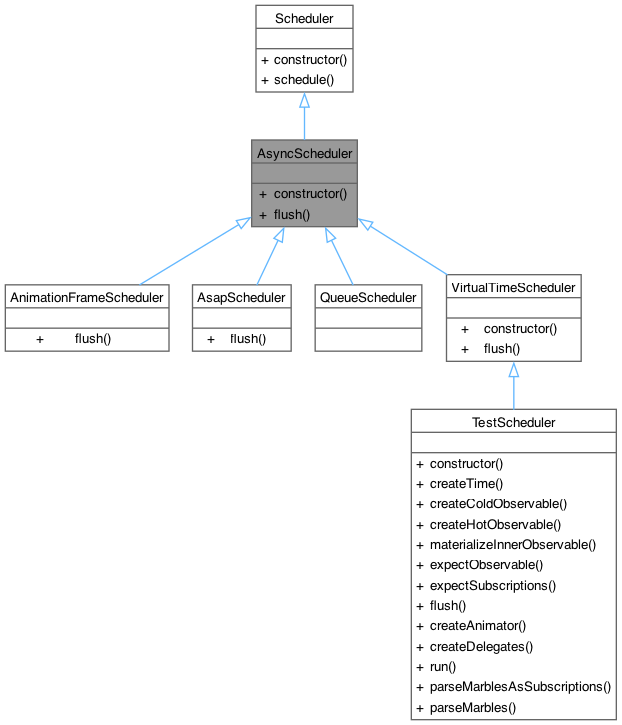 Scheduler
+ constructor()
+ schedule()
AsyncScheduler
+ constructor()
+ flush()
AnimationFrameScheduler
+ flush()
AsapScheduler
+ flush()
QueueScheduler
VirtualTimeScheduler
+ constructor()
+ flush()
TestScheduler
+ constructor()
+ createTime()
+ createColdObservable()
+ createHotObservable()
+ materializeInnerObservable()
+ expectObservable()
+ expectSubscriptions()
+ flush()
+ createAnimator()
+ createDelegates()
+ run()
+ parseMarblesAsSubscriptions()
+ parseMarbles()